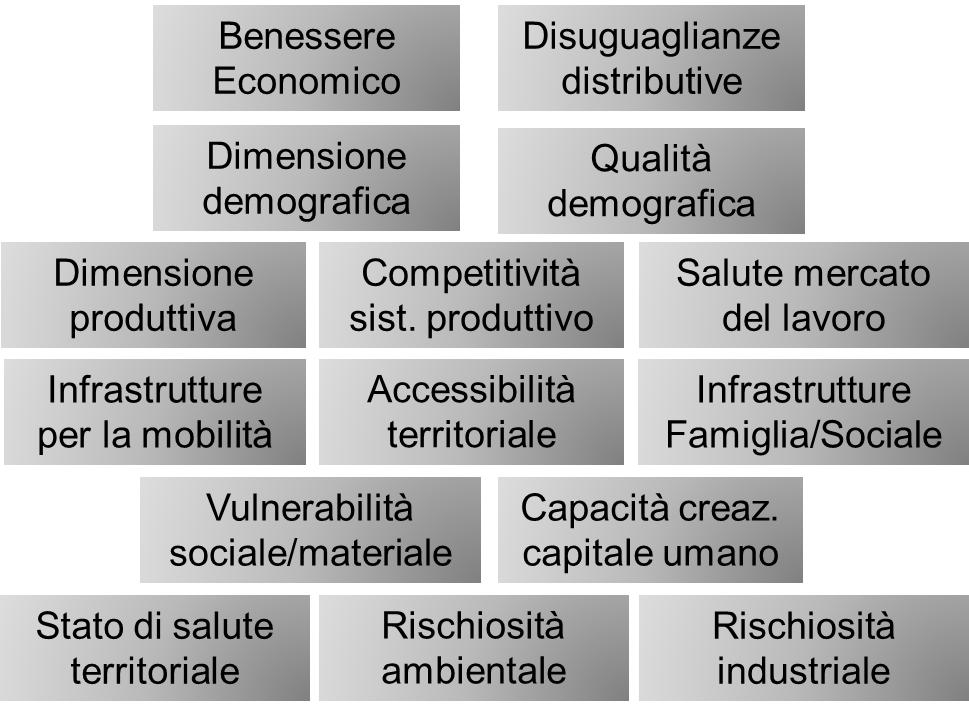 Benessere
Economico
Disuguaglianze
distributive
Dimensione
demografica
Qualità
demografica
Dimensione
produttiva
Competitività
sist. produttivo
Salute mercato
del lavoro
Infrastrutture
per la mobilità
Accessibilità
territoriale
Infrastrutture
Famiglia/Sociale
Vulnerabilità
sociale/materiale
Capacità creaz.
capitale umano
Stato di salute
territoriale
Rischiosità
ambientale
Rischiosità
industriale